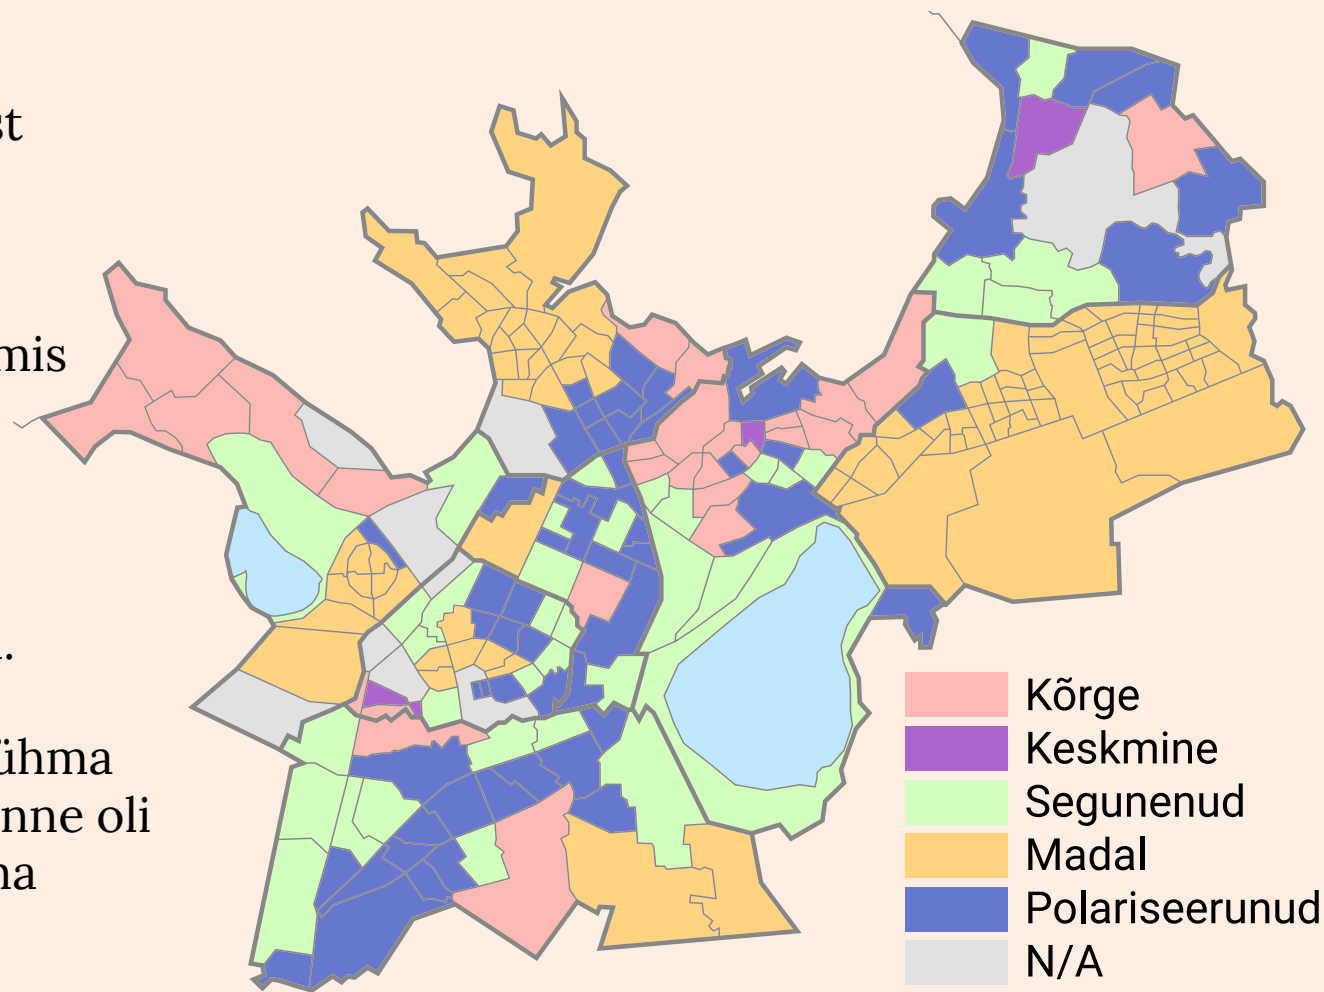 st
mis
.
ühma
nne oli
na
Kõrge
Keskmine
Segunenud
Madal
Polariseerunud
N/A